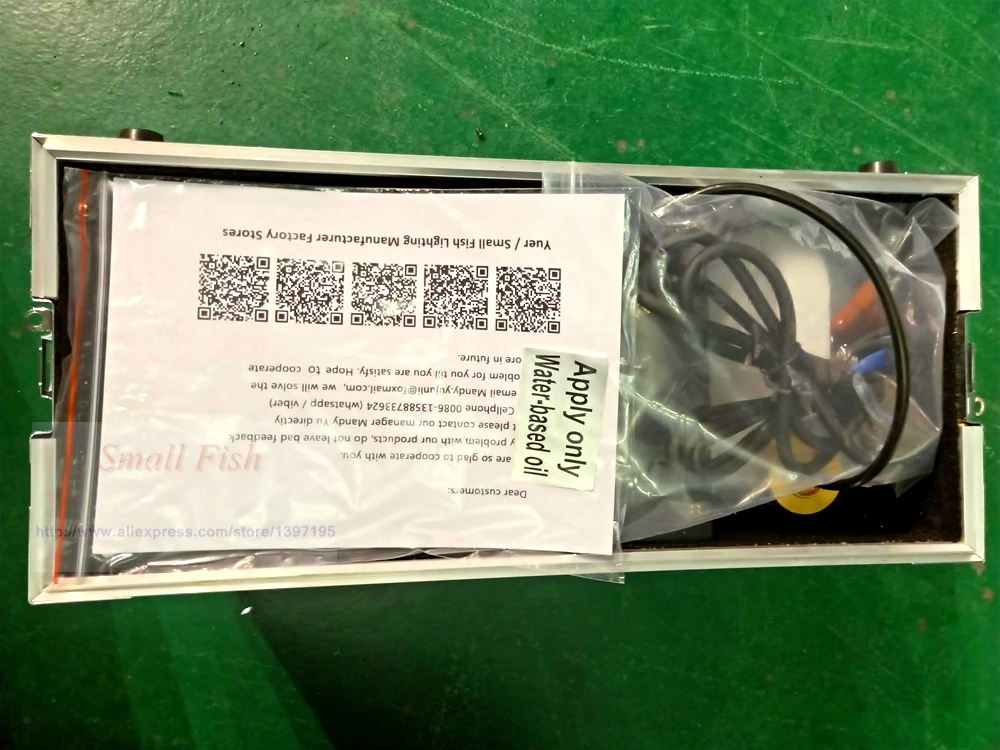 Dear customers:
are so glad to cooperate with you.
y problem with our products, do not leave bad feedback
t please contact our manager Mandy Yu directly
Cellphone 0086-13588733624 (whatsapp / viber)
email Mandy.yujunli@foxmail.com, we will solve the
oblem for you till you are satisfy. Hope to cooperate
ore in future.
Yuer / Small Fish Lighting Manufacturer Factory Stores
Apply only
Water-based oil
Small Fish
http://www.aliexpress.com/store/1397195